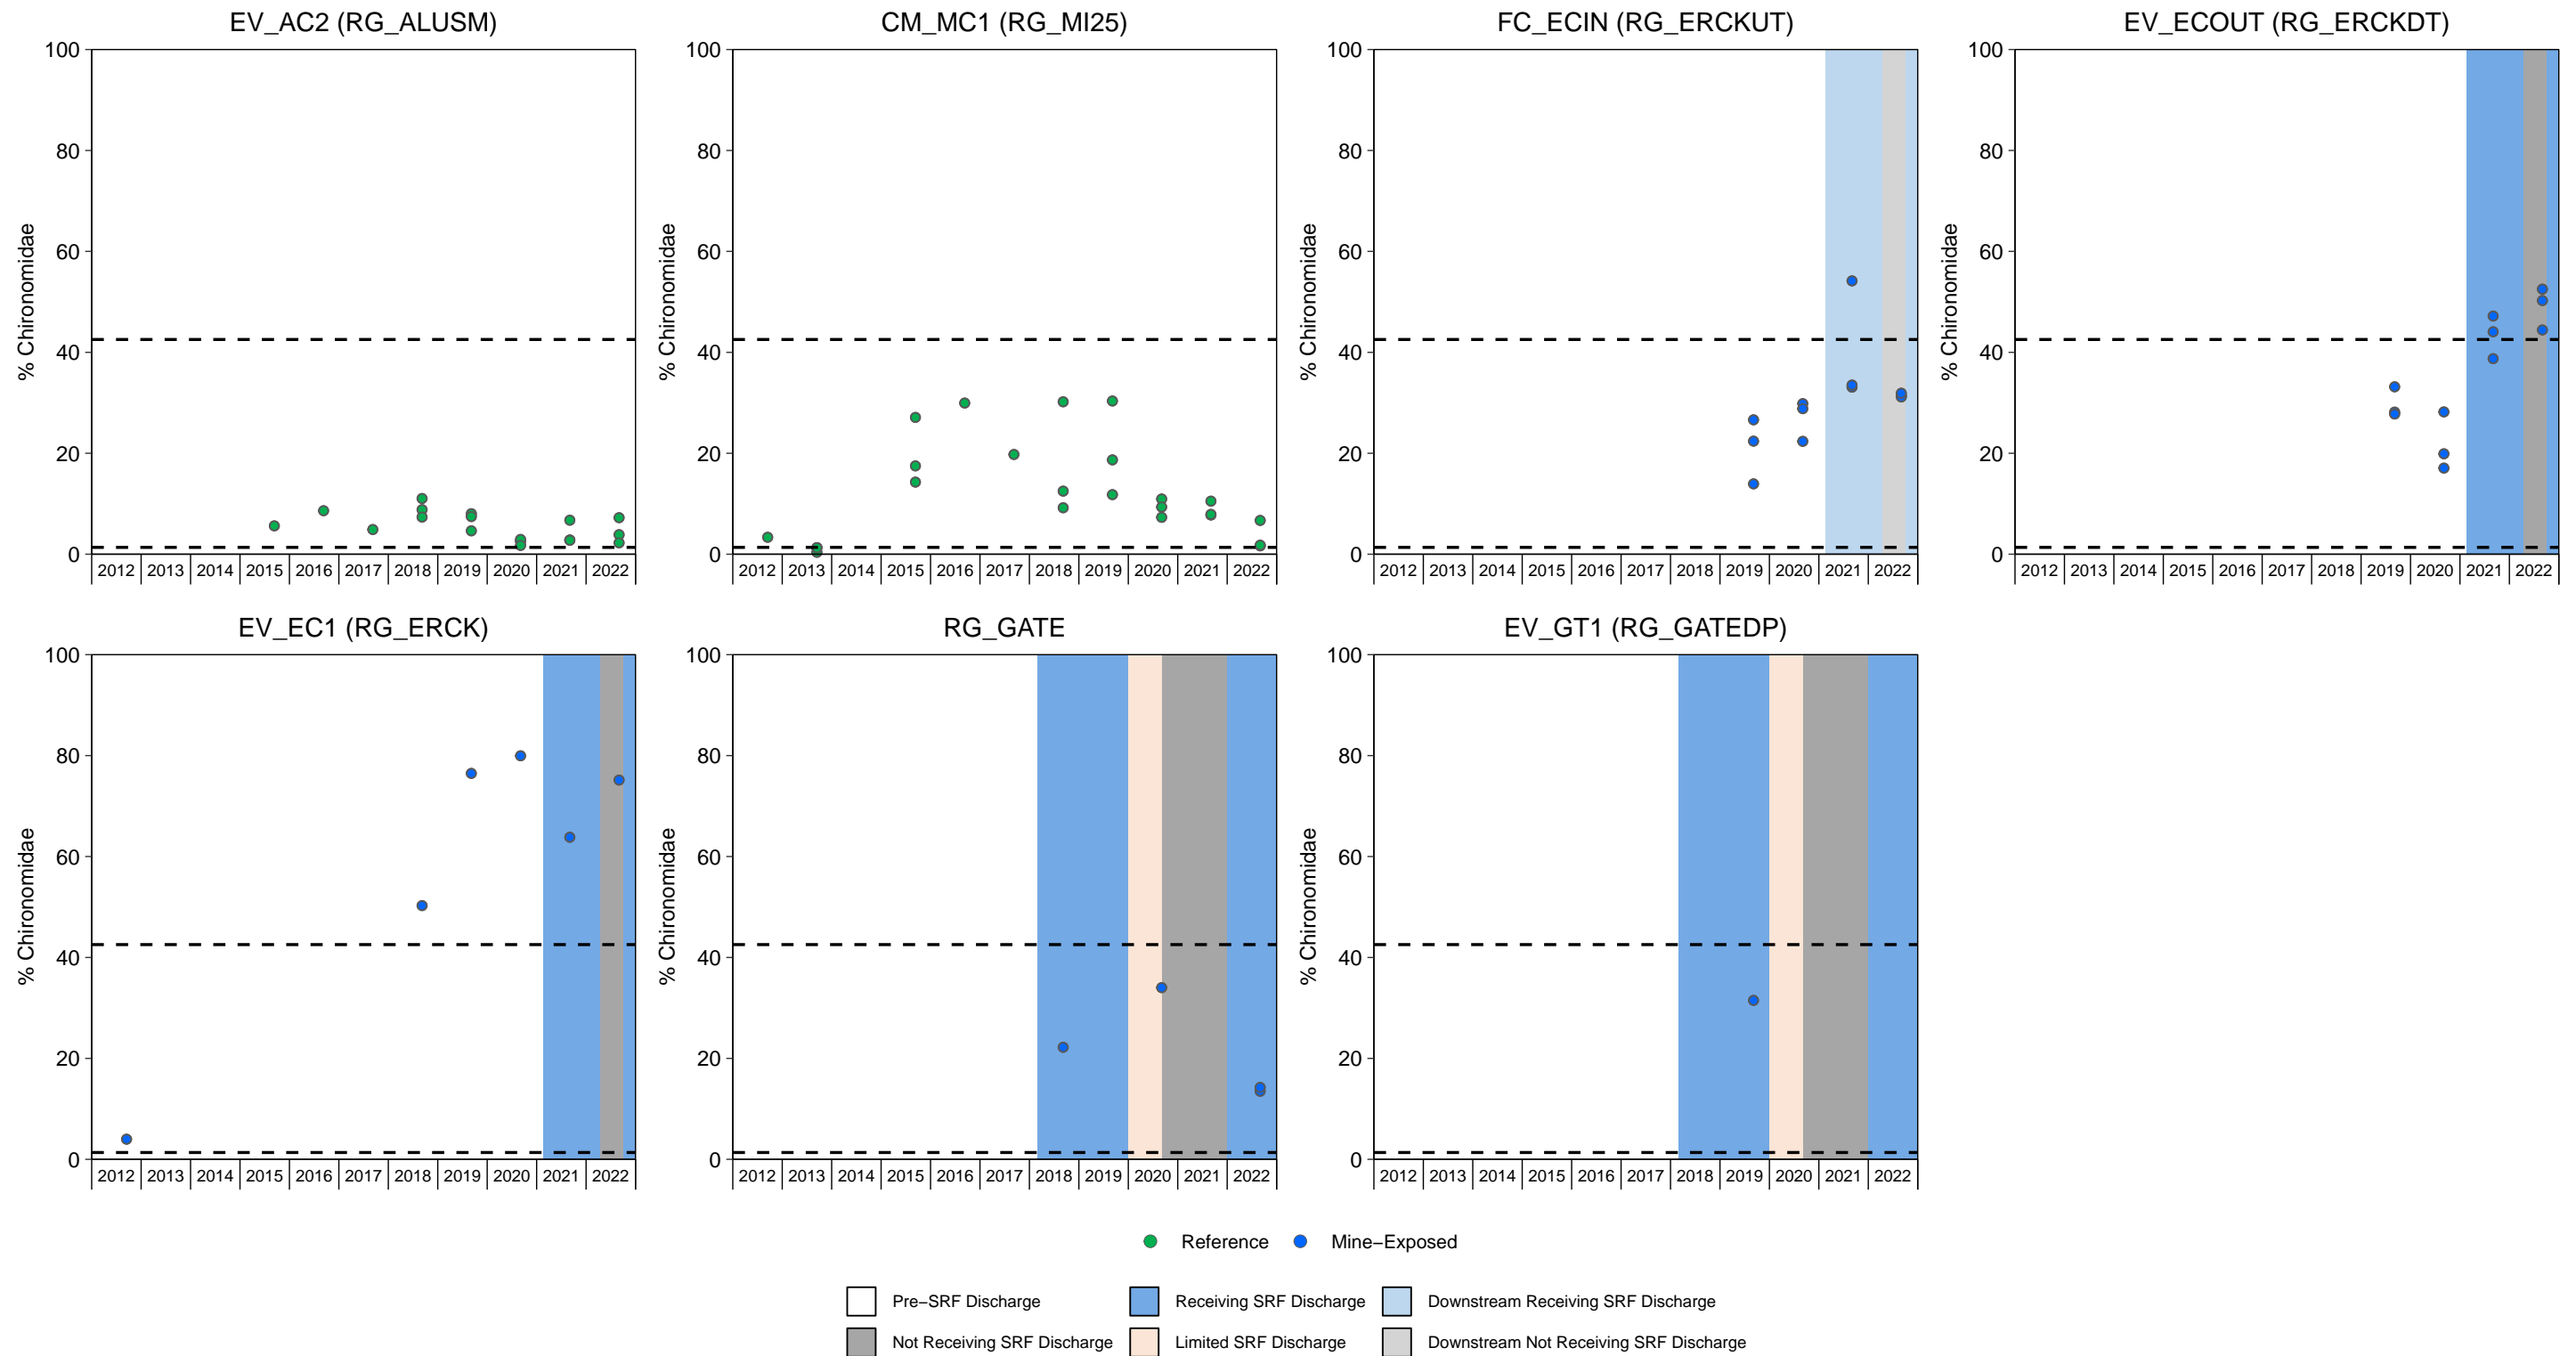 EV_AC2 (RG_ALUSM)
% Chironomidae
100
80
60
40
20
0
2012 2013 2014 2015 2016 2017 2018 2019 2020 2021 2022
CM_MC1 (RG_MI25)
% Chironomidae
100
80
60
40
20
0
2012 2013 2014 2015 2016 2017 2018 2019 2020 2021 2022
FC_ECIN (RG_ERCKUT)
% Chironomidae
100
80
60
40
20
0
2012 2013 2014 2015 2016 2017 2018 2019 2020 2021 2022
EV_ECOUT (RG_ERCKDT)
% Chironomidae
100
80
60
40
20
0
2012 2013 2014 2015 2016 2017 2018 2019 2020 2021 2022
EV_EC1 (RG_ERCK)
% Chironomidae
100
80
60
40
20
0
2012 2013 2014 2015 2016 2017 2018 2019 2020 2021 2022
RG_GATE
% Chironomidae
100
80
60
40
20
0
2012 2013 2014 2015 2016 2017 2018 2019 2020 2021 2022
EV_GT1 (RG_GATEDP)
% Chironomidae
100
80
60
40
20
0
2012 2013 2014 2015 2016 2017 2018 2019 2020 2021 2022
Reference Mine−Exposed
Pre−SRF Discharge Receiving SRF Discharge Downstream Receiving SRF Discharge
Not Receiving SRF Discharge Limited SRF Discharge Downstream Not Receiving SRF Discharge